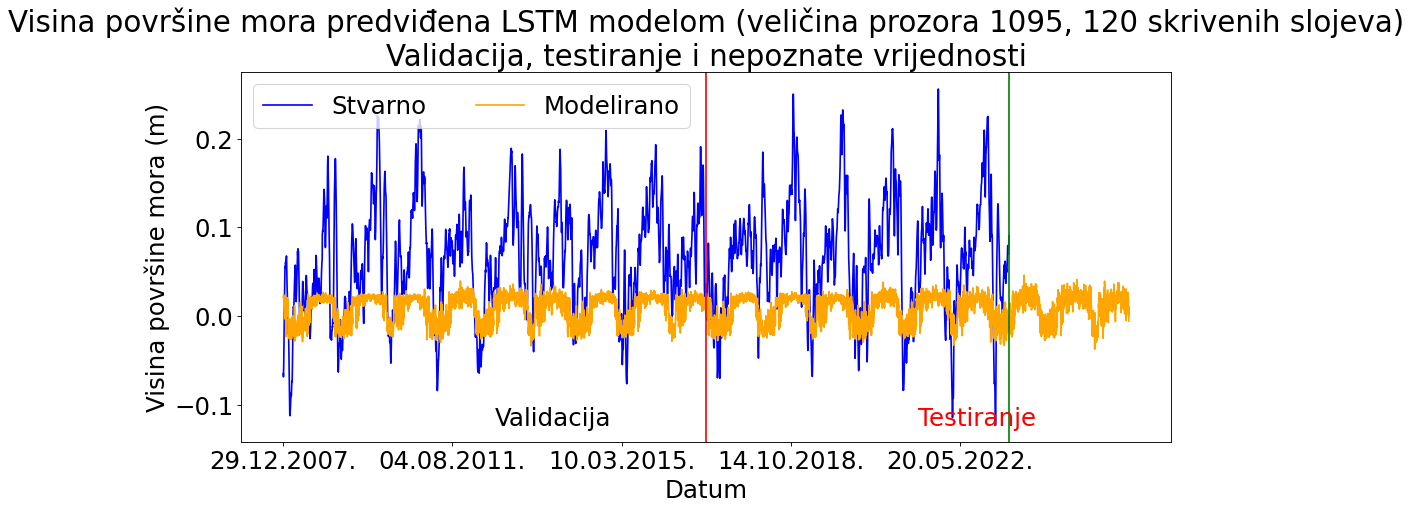 Visina površine mora predviđena LSTM modelom (veličina prozora 1095, 120 skrivenih slojeva)
Validacija, testiranje i nepoznate vrijednosti
Stvarno
Modelirano
Visina površine mora (m)
0.2
0.1
0.0
−0.1
Validacija
Testiranje
29.12.2007.
04.08.2011.
10.03.2015.
14.10.2018.
20.05.2022.
Datum